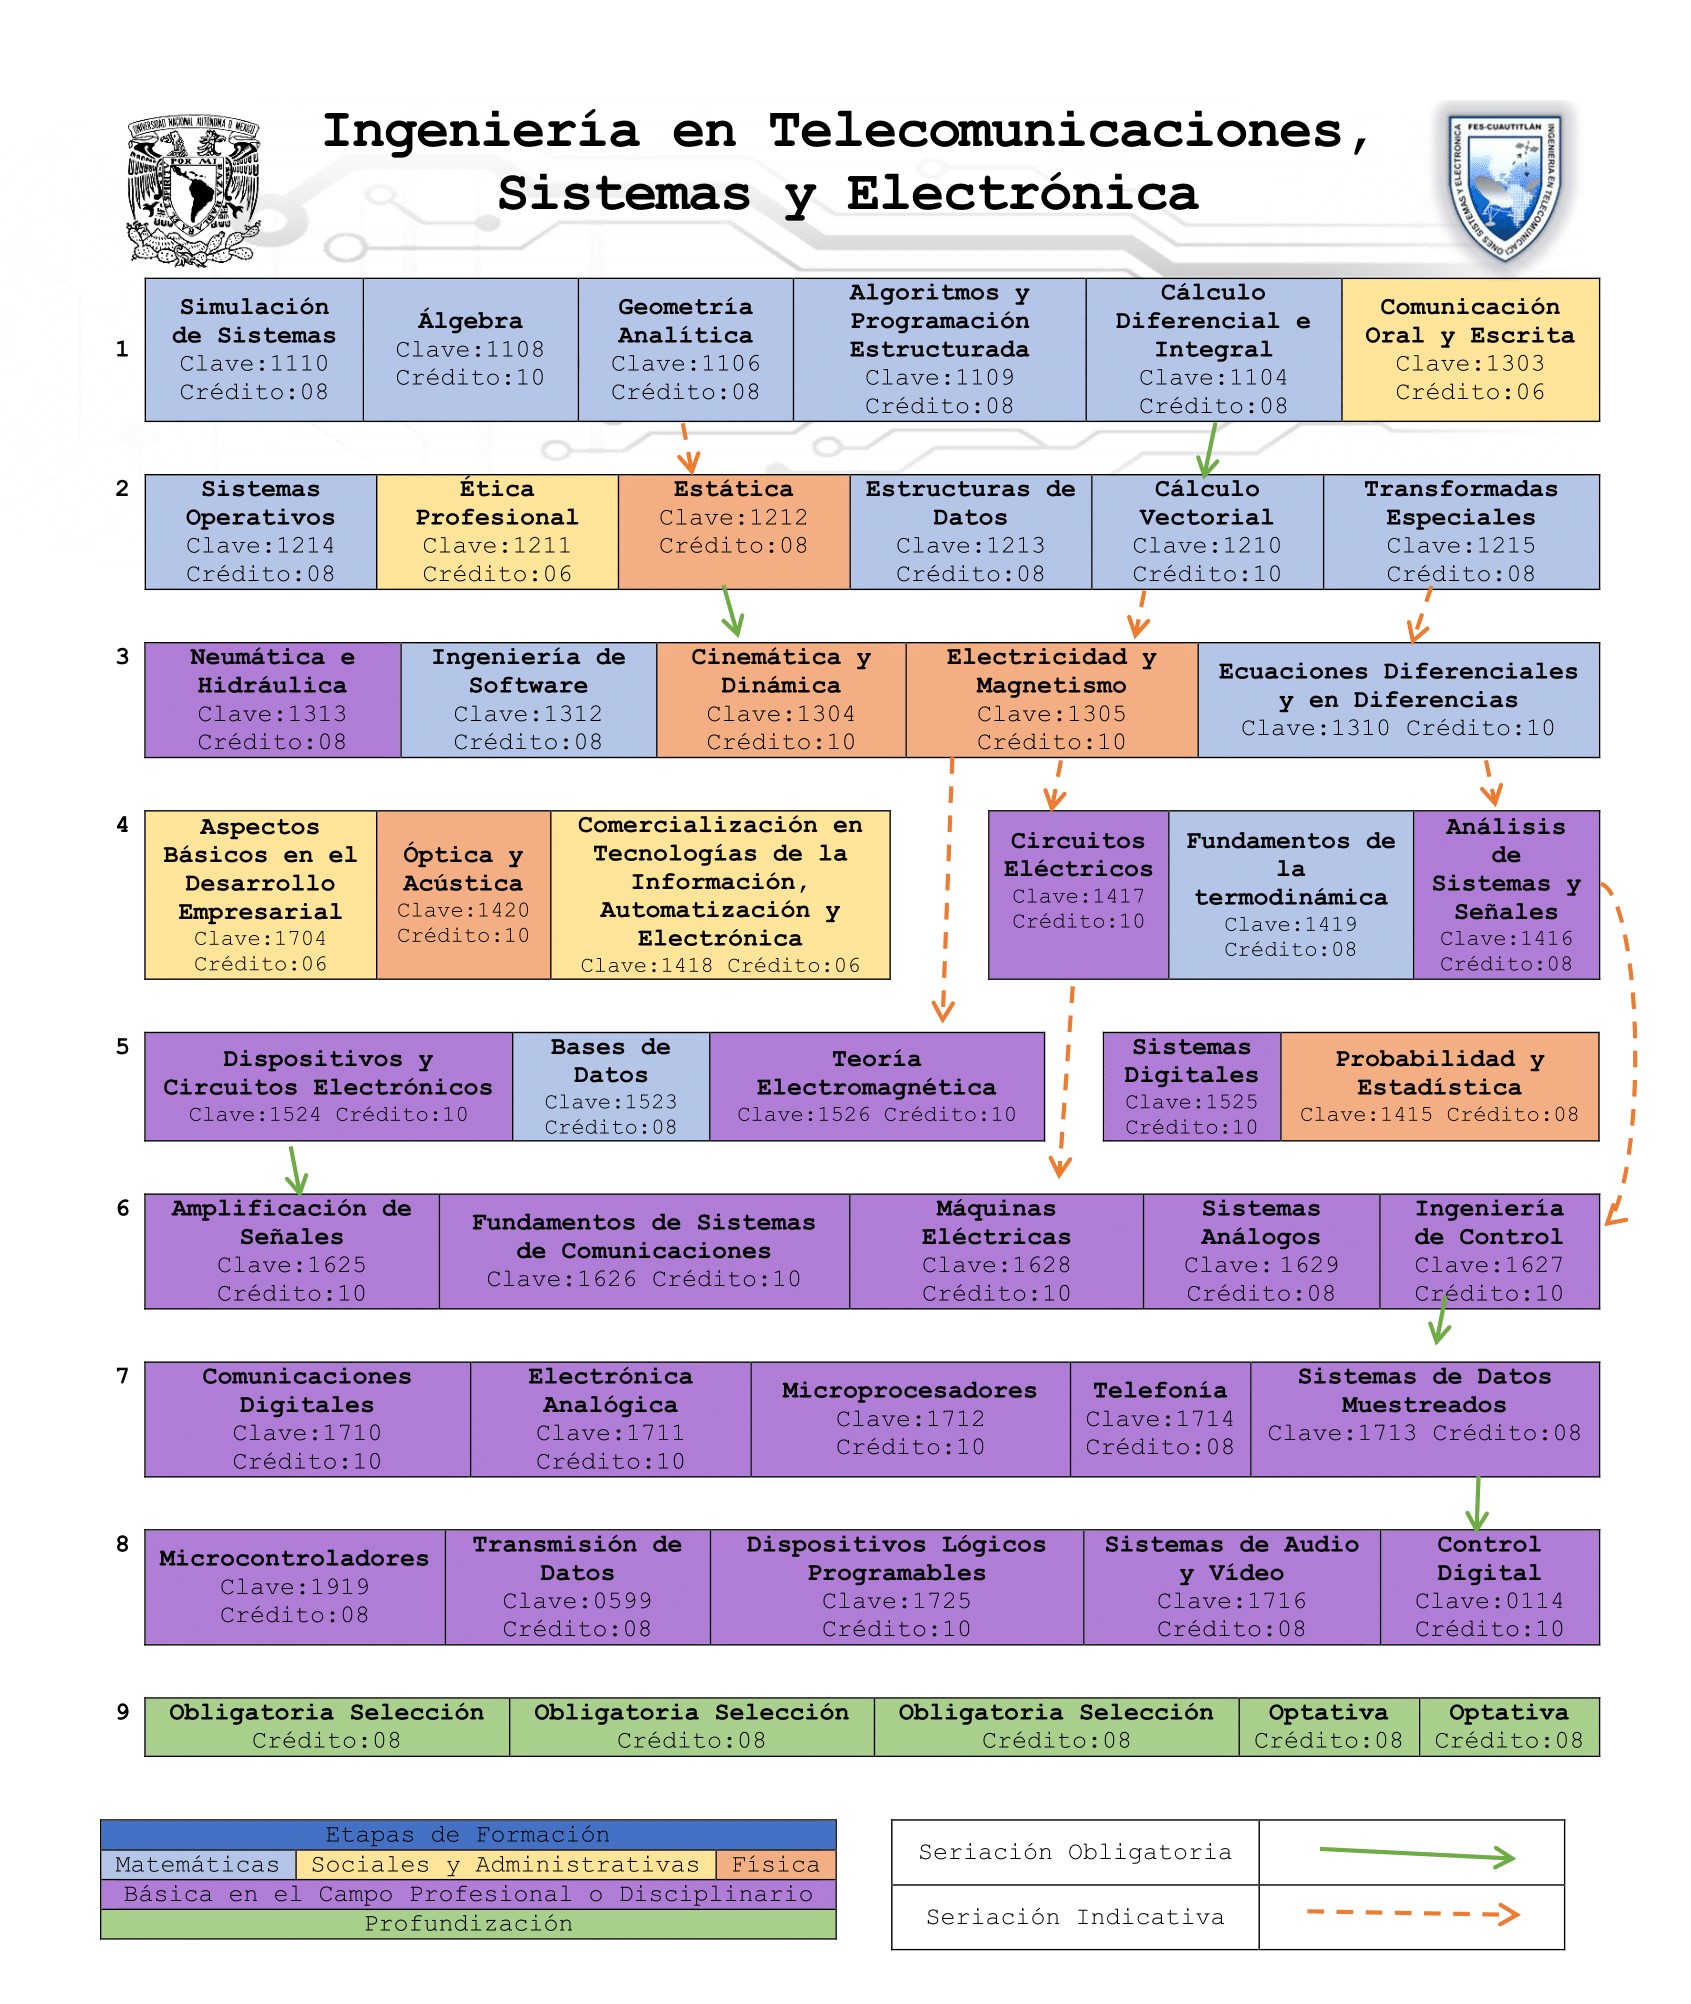 Ingeniería en Telecomunicaciones,
Sistemas y Electrónica
UNIVERSIDAD NACIONAL AUTÓNOMA D MEXICO
POR MI
FES-CUAUTITLÁN
INGENIERIA EN TELECOMUNICACIONES SISTEMAS Y ELECTRONICA
1
Simulación
de Sistemas
Clave:1110
Crédito:08
Álgebra
Clave:1108
Crédito:10
Geometría
Analítica
Clave:1106
Crédito:08
Algoritmos y
Programación
Estructurada
Clave:1109
Crédito:08
Cálculo
Diferencial e
Integral
Clave:1104
Crédito:08
Comunicación
Oral y Escrita
Clave:1303
Crédito:06
2
Sistemas
Operativos
Clave:1214
Crédito:08
Ética
Profesional
Clave:1211
Crédito:06
Estática
Clave:1212
Crédito:08
Estructuras de
Datos
Clave:1213
Crédito:08
Cálculo
Vectorial
Clave:1210
Crédito:10
Transformadas
Especiales
Clave:1215
Crédito:08
3
Neumática e
Hidráulica
Clave:1313
Crédito:08
Ingeniería de
Software
Clave:1312
Crédito:08
Cinemática y
Dinámica
Clave:1304
Crédito:10
Electricidad y
Magnetismo
Clave:1305
Crédito:10
Ecuaciones Diferenciales
y en Diferencias
Clave:1310 Crédito:10
4
Aspectos
Básicos en el
Desarrollo
Empresarial
Clave:1704
Crédito:06
Óptica y
Acústica
Clave:1420
Crédito:10
Comercialización en
Tecnologías de la
Información,
Automatización y
Electrónica
Clave:1418 Crédito:06
Circuitos
Eléctricos
Clave:1417
Crédito:10
Fundamentos de
la
termodinámica
Clave:1419
Crédito:08
Análisis
de
Sistemas y
Señales
Clave:1416
Crédito:08
5
Dispositivos y
Circuitos Electrónicos
Clave:1524 Crédito:10
Bases de
Datos
Clave:1523
Crédito:08
Teoría
Electromagnética
Clave:1526 Crédito:10
Sistemas
Digitales
Clave:1525
Crédito:10
Probabilidad y
Estadística
Clave:1415 Crédito:08
6
Amplificación de
Señales
Clave:1625
Crédito:10
Fundamentos de Sistemas
de Comunicaciones
Clave:1626 Crédito:10
Máquinas
Eléctricas
Clave:1628
Crédito:10
Sistemas
Análogos
Clave: 1629
Crédito:08
Ingeniería
de Control
Clave:1627
Crédito:10
7
Comunicaciones
Digitales
Clave:1710
Crédito:10
Electrónica
Analógica
Clave:1711
Crédito:10
Microprocesadores
Clave:1712
Crédito:10
Telefonía
Clave:1714
Crédito:08
Sistemas de Datos
Muestreados
Clave:1713 Crédito:08
8
Microcontroladores
Clave:1919
Crédito:08
Transmisión de
Datos
Clave:0599
Crédito:08
Dispositivos Lógicos
Programables
Clave:1725
Crédito:10
Sistemas de Audio
y Vídeo
Clave:1716
Crédito:08
Control
Digital
Clave:0114
Crédito:10
9
Obligatoria Selección
Crédito:08
Obligatoria Selección
Crédito:08
Obligatoria Selección
Crédito:08
Optativa
Crédito:08
Optativa
Crédito:08
Etapas de Formación
Matemáticas
Sociales y Administrativas
Física
Básica en el Campo Profesional o Disciplinario
Profundización
Seriación Obligatoria
Seriación Indicativa